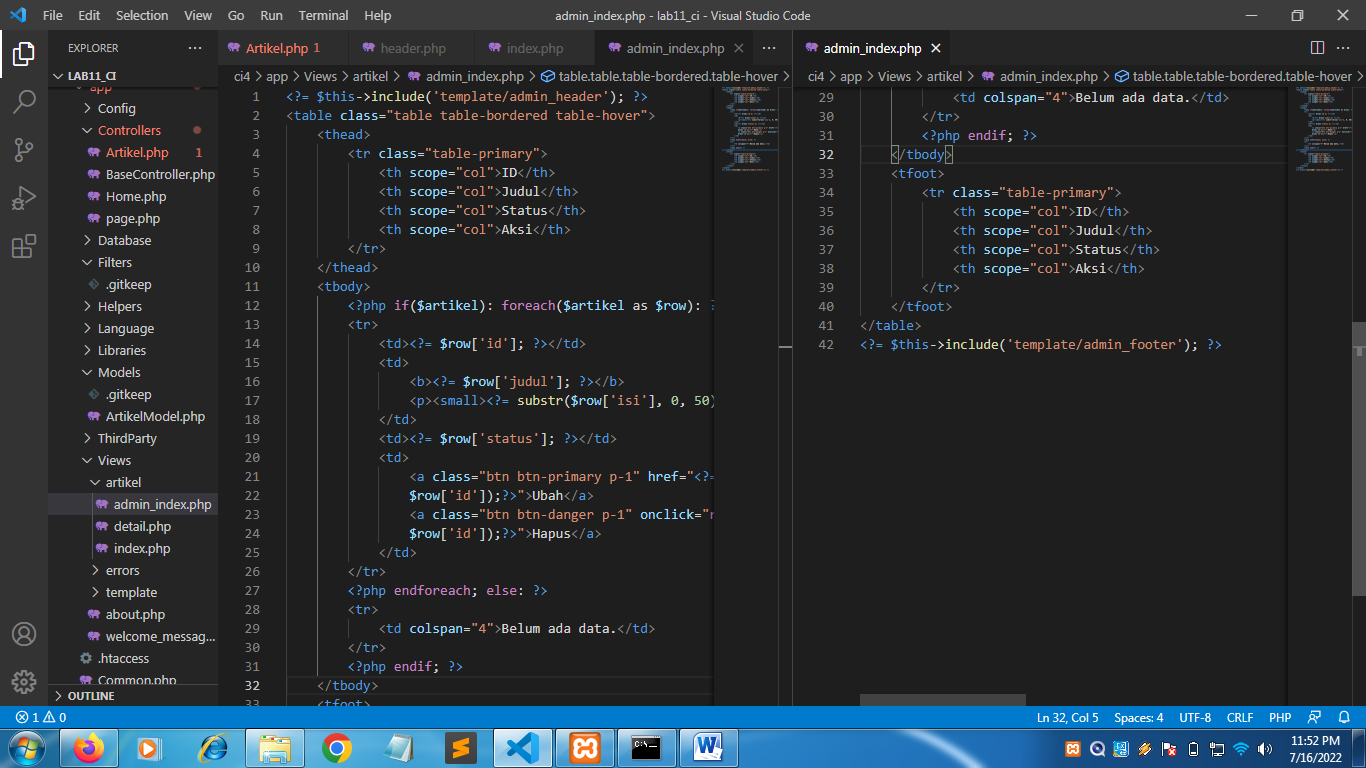 File Edit Selection View Go Run Terminal Help
admin_index.php - lab11_ci - Visual Studio Code
EXPLORER
LAB11_CI
app
Config
Controllers
Artikel.php 1
BaseController.php
Home.php
page.php
Database
Filters
.gitkeep
Helpers
Language
Libraries
Models
.gitkeep
ArtikelModel.php
ThirdParty
Views
artikel
admin_index.php
detail.php
index.php
errors
template
about.php
welcome_messag...
.htaccess
Common.php
OUTLINE
Artikel.php 1 header.php index.php admin_index.php
ci4 > app > Views > artikel > admin_index.php > table.table.table-bordered.table-hover >
1 <?= $this->include('template/admin_header'); ?>
2 <table class="table table-bordered table-hover">
3 <thead>
4 <tr class="table-primary">
5 <th scope="col">ID</th>
6 <th scope="col">Judul</th>
7 <th scope="col">Status</th>
8 <th scope="col">Aksi</th>
9 </tr>
10 </thead>
11 <tbody>
12 <?php if($artikel): foreach($artikel as $row): ?
13 <tr>
14 <td><?= $row['id']; ?></td>
15 <td>
16 <b><?= $row['judul']; ?></b>
17 <p><small><?= substr($row['isi'], 0, 50)
18 </td>
19 <td><?= $row['status']; ?></td>
20 <td>
21 <a class="btn btn-primary p-1" href="<?=
22 $row['id']);?>">Ubah</a>
23 <a class="btn btn-danger p-1" onclick="r
24 $row['id']);?>">Hapus</a>
25 </td>
26 </tr>
27 <?php endforeach; else: ?>
28 <tr>
29 <td colspan="4">Belum ada data.</td>
30 </tr>
31 <?php endif; ?>
32 </tbody>
33 <tfoot>
admin_index.php
ci4 > app > Views > artikel > admin_index.php > table.table.table-bordered.table-hover >
29 <td colspan="4">Belum ada data.</td>
30 </tr>
31 <?php endif; ?>
32 </tbody>
33 <tfoot>
34 <tr class="table-primary">
35 <th scope="col">ID</th>
36 <th scope="col">Judul</th>
37 <th scope="col">Status</th>
38 <th scope="col">Aksi</th>
39 </tr>
40 </tfoot>
41 </table>
42 <?= $this->include('template/admin_footer'); ?>
1 0
Ln 32, Col 5 Spaces: 4 UTF-8 CRLF PHP
11:52 PM
7/16/2022